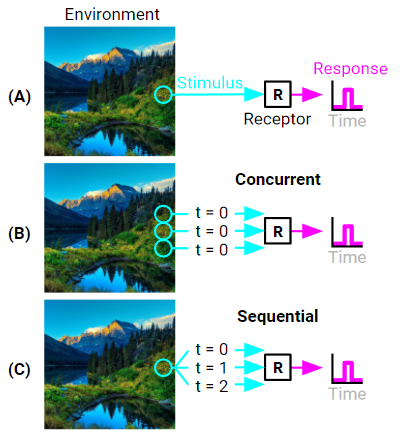 Environment
(A)
Stimulus
R
Receptor
Response
Time
Concurrent
(B)
t = 0
t = 0
t = 0
R
Time
Sequential
(C)
t = 0
t = 1
t = 2
R
Time